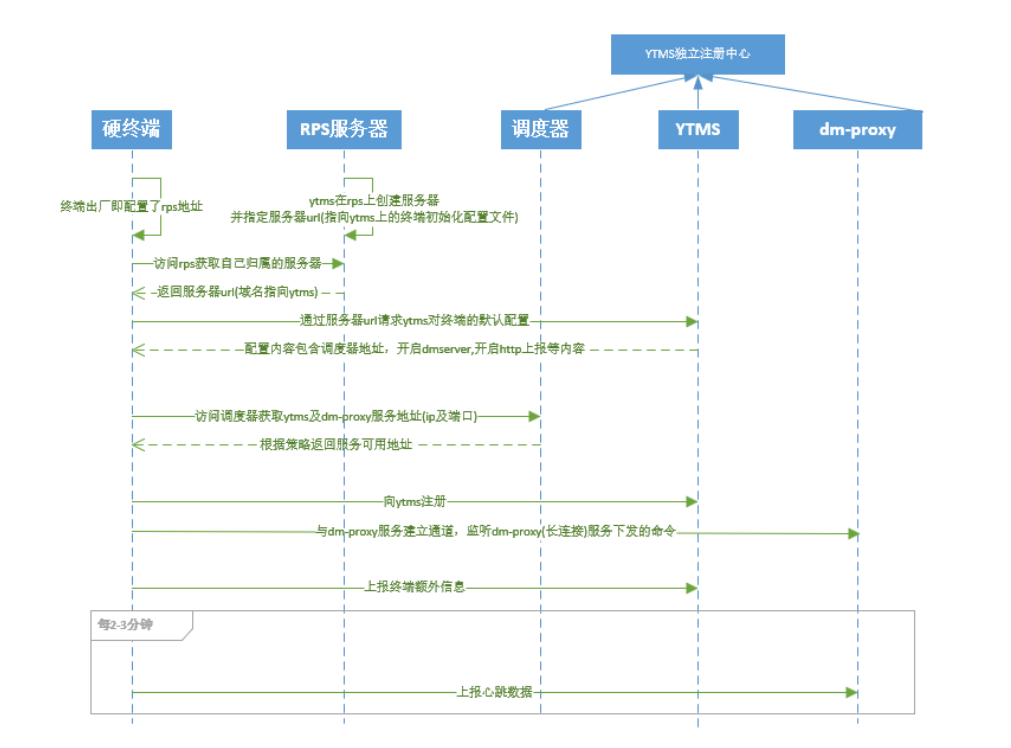 YTMS独立注册中心
硬终端
RPS服务器
调度器
YTMS
dm-proxy
终端出厂即配置了rps地址
ytms在rps上创建服务器
并指定服务器url(指向ytms上的终端初始化配置文件)
访问rps获取自己归属的服务器
返回服务器url(域名指向ytms)
通过服务器url请求ytms对终端的默认配置
配置内容包含调度器地址，开启dmserver,开启http上报等内容
访问调度器获取ytms及dm-proxy服务地址(ip及端口)
根据策略返回服务可用地址
向ytms注册
与dm-proxy服务建立通道，监听dm-proxy(长连接)服务下发的命令
上报终端额外信息
每2-3分钟
上报心跳数据